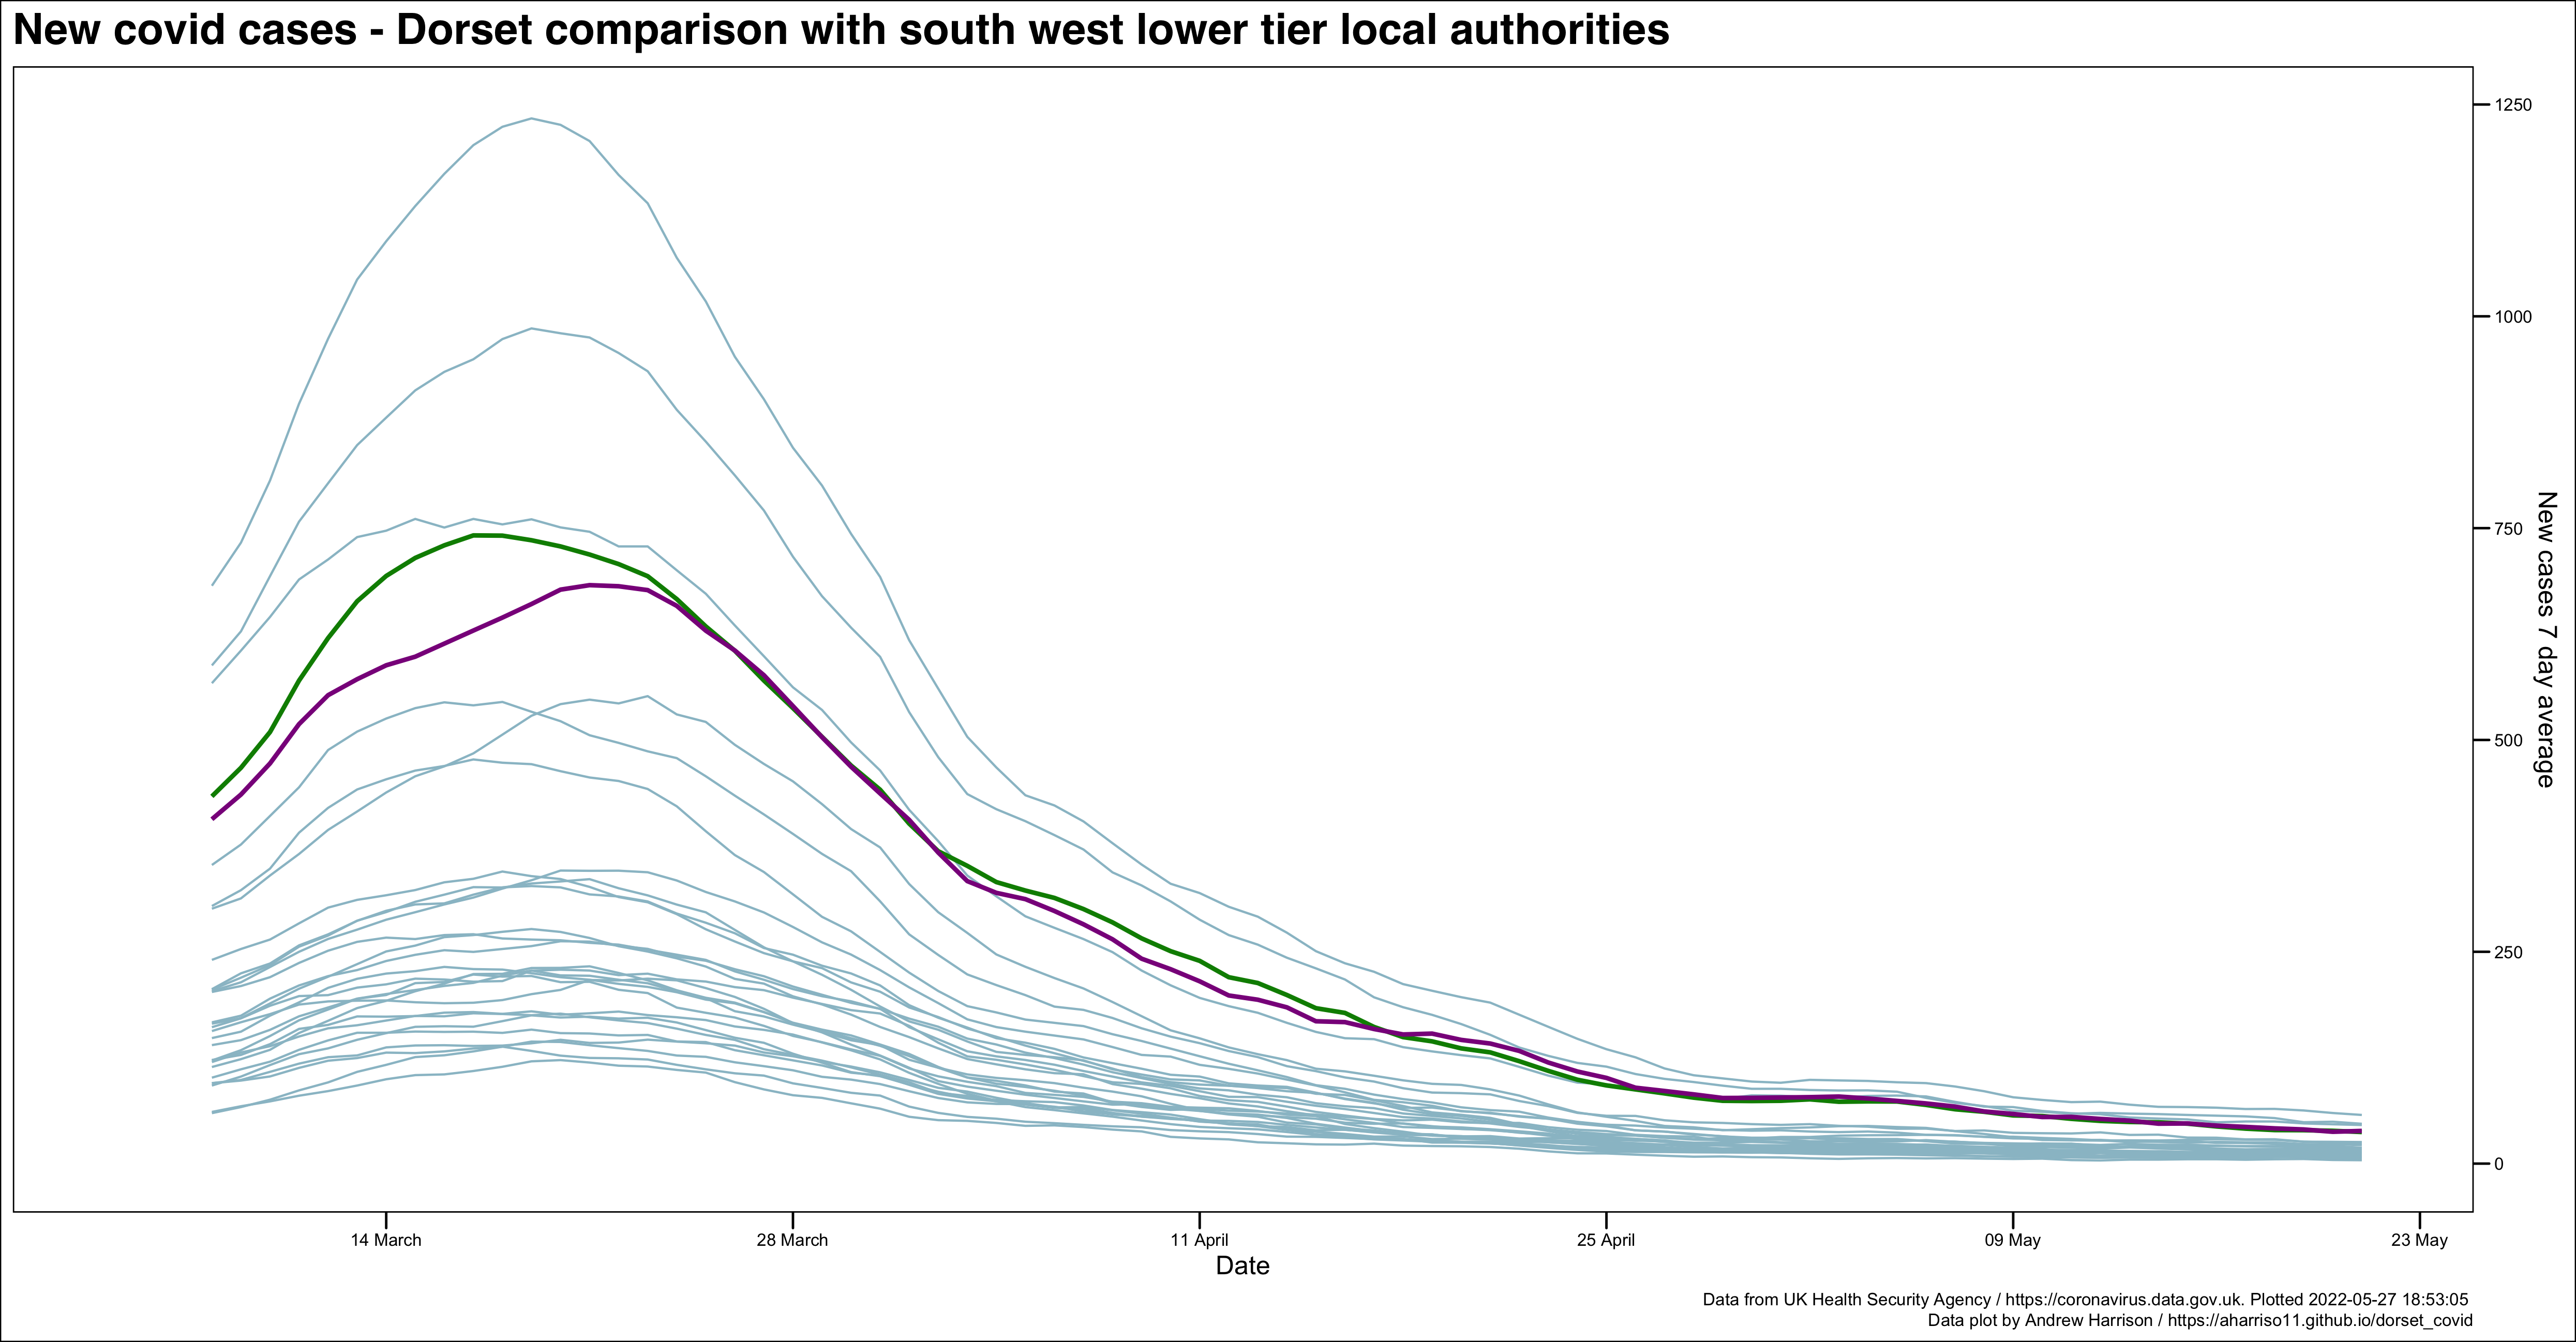 New covid cases - Dorset comparison with south west lower tier local authorities
1250
1000
750
500
250
0
New cases 7 day average
14 March
28 March
11 April
25 April
09 May
23 May
Date
Data from UK Health Security Agency / https://coronavirus.data.gov.uk. Plotted 2022-05-27 18:53:05
Data plot by Andrew Harrison / https://aharriso11.github.io/dorset_covid